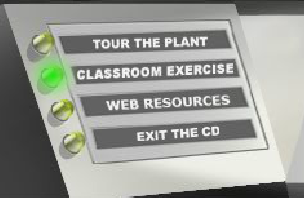 TOUR THE PLANT
CLASSROOM EXERCISE
WEB RESOURCES
EXIT THE CD